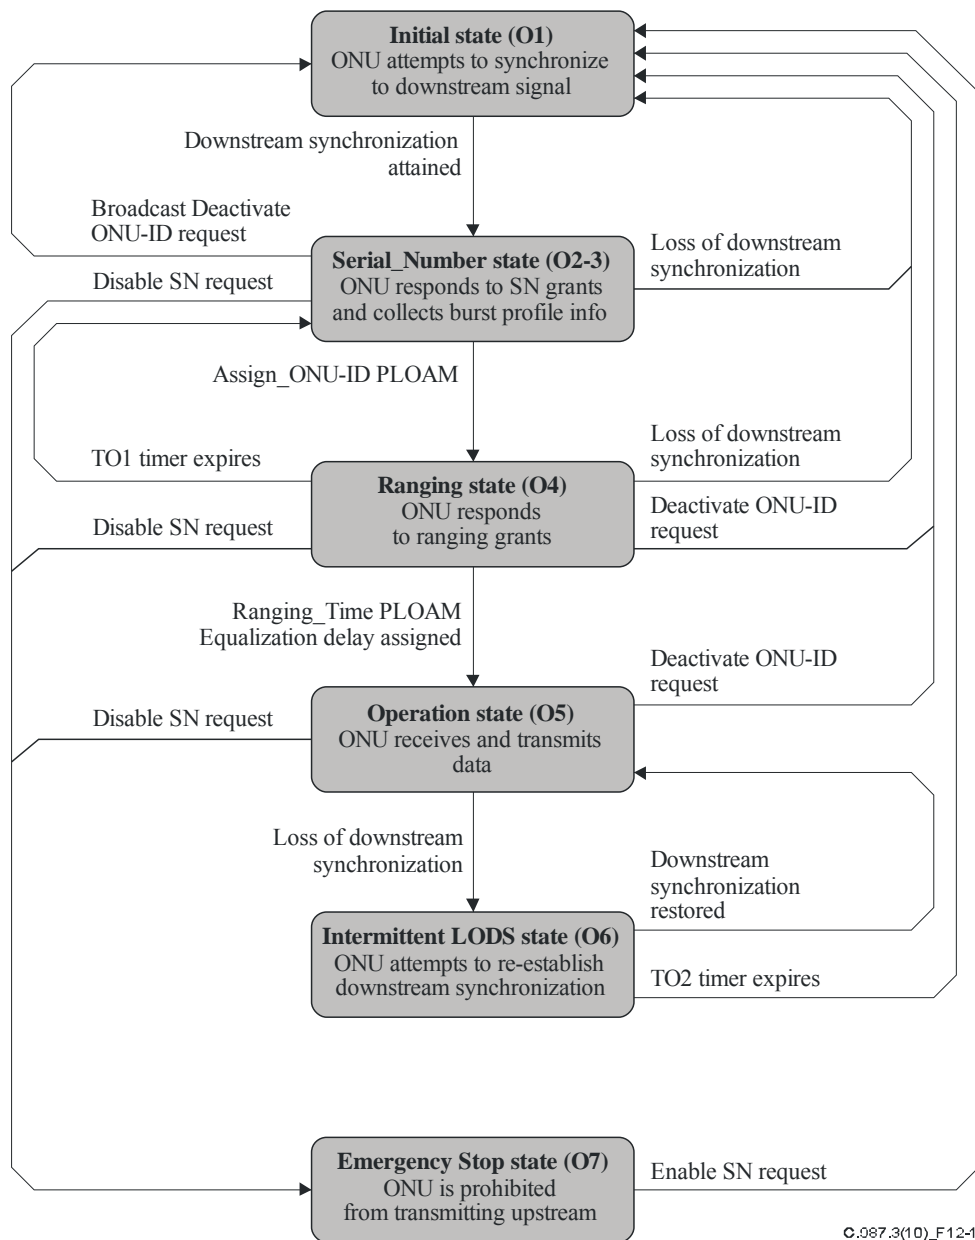 Initial state (O1)
ONU attempts to synchronize
to downstream signal
Downstream synchronization
attained
Broadcast Deactivate
ONU-ID request
Disable SN request
Serial_Number state (O2-3)
ONU responds to SN grants
and collects burst profile info
Loss of downstream
synchronization
Assign_ONU-ID PLOAM
TO1 timer expires
Loss of downstream
synchronization
Disable SN request
Ranging state (O4)
ONU responds
to ranging grants
Deactivate ONU-ID
request
Ranging_Time PLOAM
Equalization delay assigned
Deactivate ONU-ID
request
Disable SN request
Operation state (O5)
ONU receives and transmits
data
Loss of downstream
synchronization
Downstream
synchronization
restored
Intermittent LODS state (O6)
ONU attempts to re-establish
downstream synchronization
TO2 timer expires
Emergency Stop state (O7)
ONU is prohibited
from transmitting upstream
Enable SN request
G.987.3(10)_F12-1